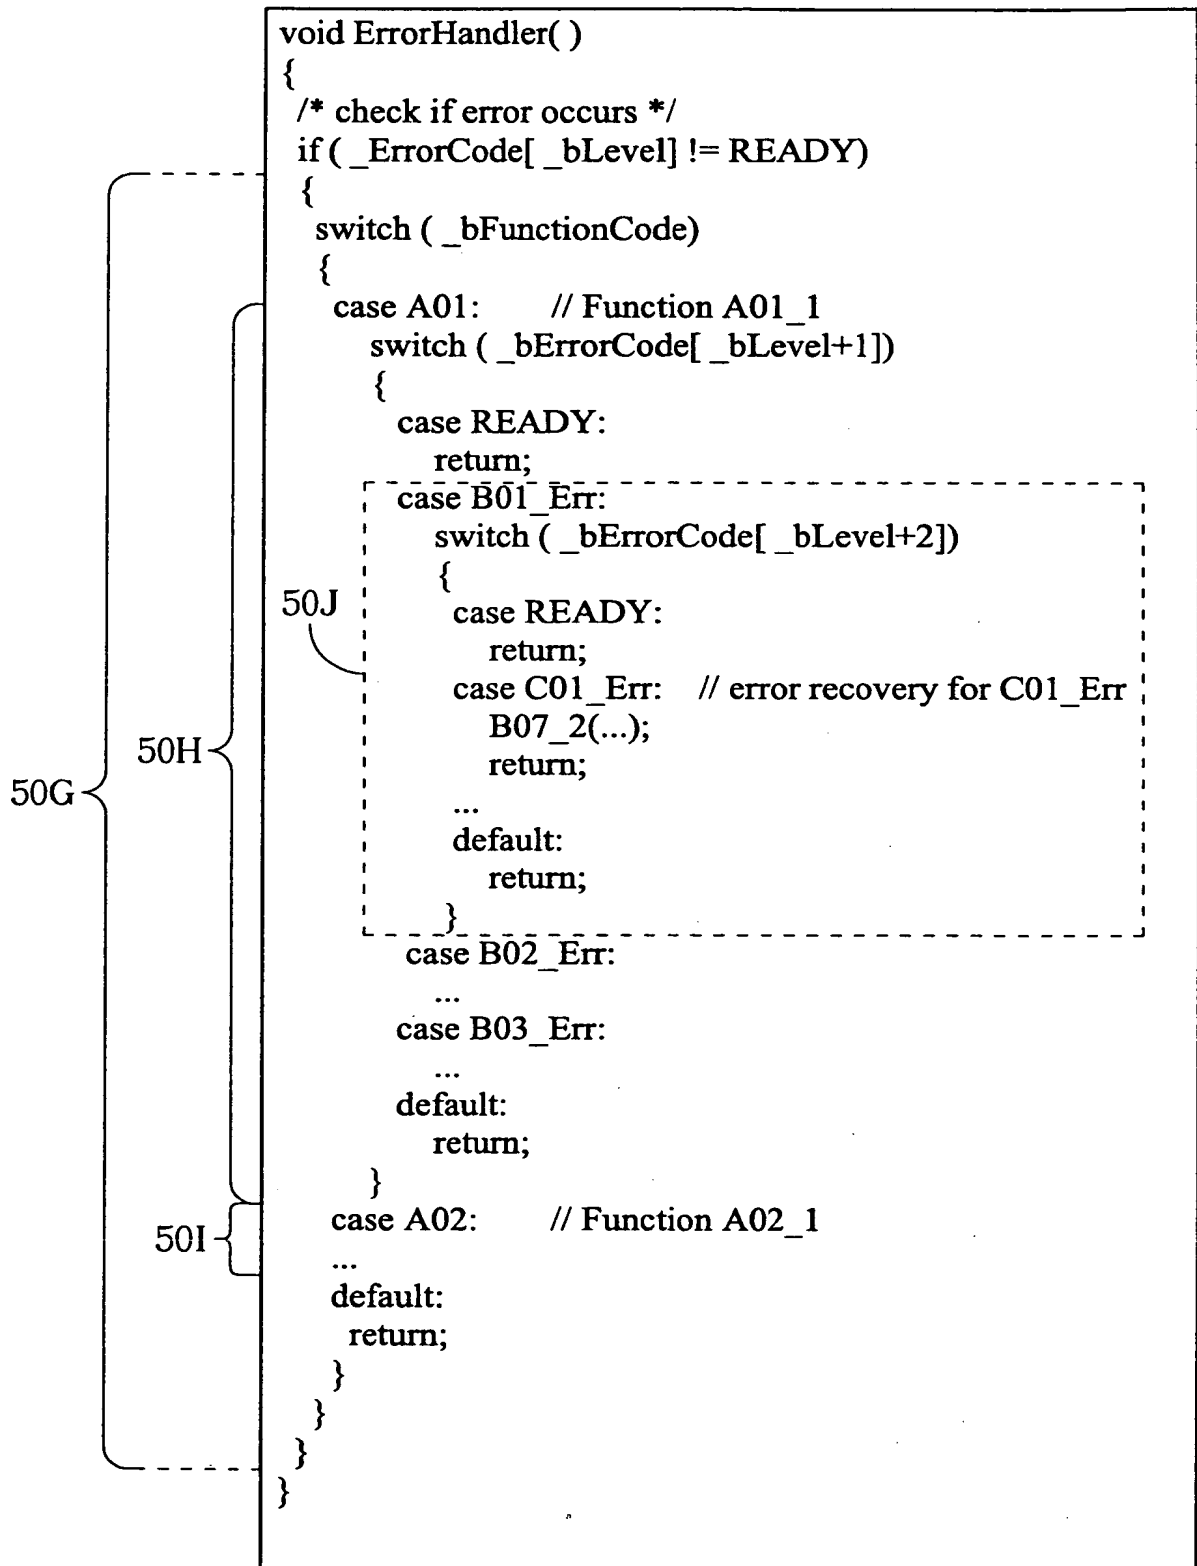 void ErrorHandler( )
{
/* check if error occurs */
if ( _ErrorCode[ _bLevel] != READY)
{
switch ( _bFunctionCode)
{
case A01: // Function A01_1
switch ( _bErrorCode[ _bLevel+1])
{
case READY:
return;
case B01_Err:
switch ( _bErrorCode[ _bLevel+2])
{
50J
case READY:
return;
case C01_Err: // error recovery for C01_Err
B07_2(...);
50H
return;
50G
...
default:
return;
}
case B02_Err:
...
case B03_Err:
...
default:
return;
}
case A02: // Function A02_1
50I
...
default:
return;
}
}
}
}